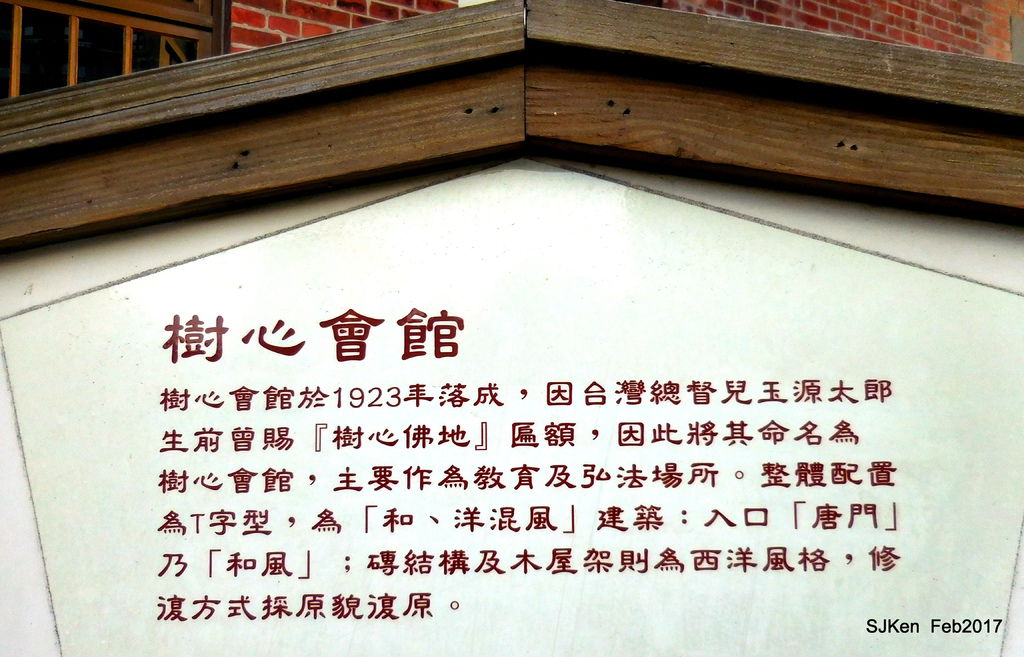 樹心會館
樹心會館於1923年落成，因台灣總督兒玉源太郎
生前曾賜『樹心佛地』匾額，因此將其命名為
樹心會館，主要作為教育及弘法場所。整體配置
為T字型，為「和、洋混風」建築：入口「唐門」
乃「和風」；磚結構及木屋架則為西洋風格，修
復方式採原貌復原。
SJKen Feb2017